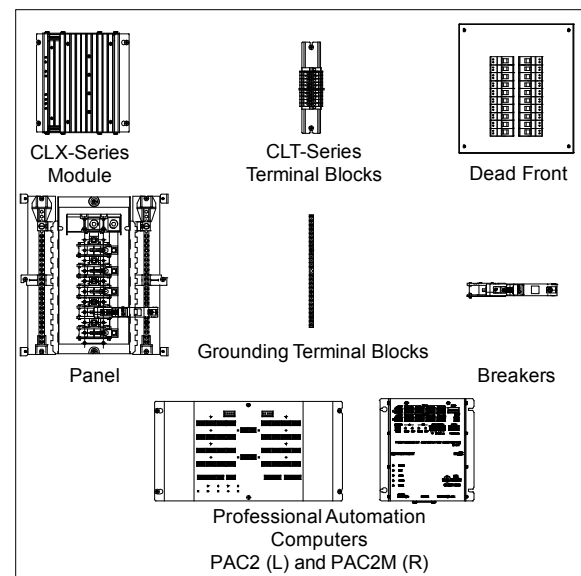 CLX-Series
Module
CLT-Series
Terminal Blocks
Dead Front
Panel
Grounding Terminal Blocks
Breakers
Professional Automation
Computers
PAC2 (L) and PAC2M (R)